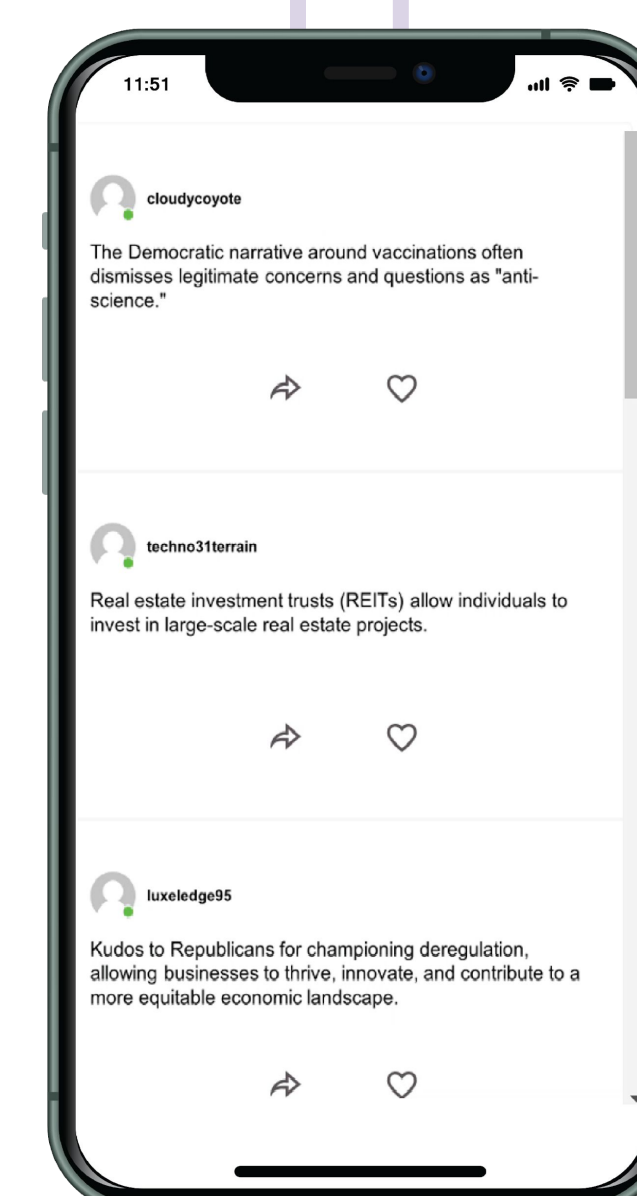 11:51
cloudycoyote
The Democratic narrative around vaccinations often
dismisses legitimate concerns and questions as "anti-
science."
techno31terrain
Real estate investment trusts (REITs) allow individuals to
invest in large-scale real estate projects.
luxeledge95
Kudos to Republicans for championing deregulation,
allowing businesses to thrive, innovate, and contribute to a
more equitable economic landscape.